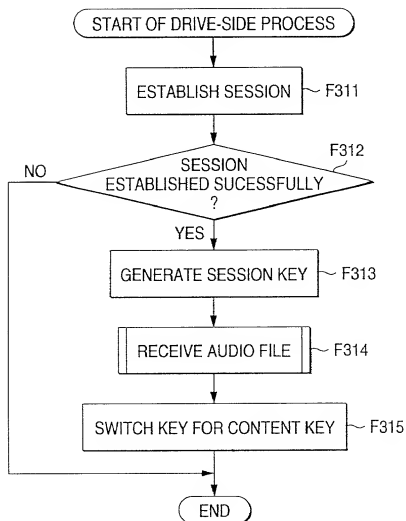 START OF DRIVE-SIDE PROCESS
ESTABLISH SESSION
F311
F312
SESSION
ESTABLISHED SUCESSFULLY
?
NO
YES
GENERATE SESSION KEY
F313
RECEIVE AUDIO FILE
F314
SWITCH KEY FOR CONTENT KEY
F315
END